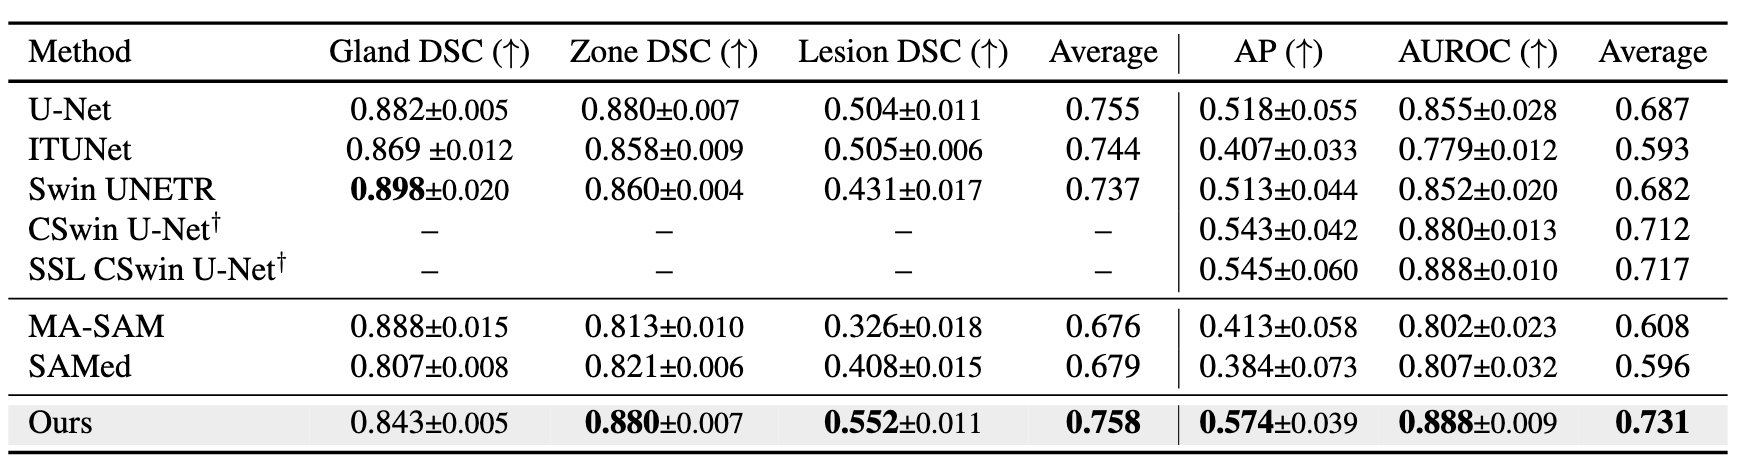 Method Gland DSC (↑) Zone DSC (↑) Lesion DSC (↑) Average AP (↑) AUROC (↑) Average
U-Net 0.882±0.005 0.880±0.007 0.504±0.011 0.755 0.518±0.055 0.855±0.028 0.687
ITUNet 0.869 ±0.012 0.858±0.009 0.505±0.006 0.744 0.407±0.033 0.779±0.012 0.593
Swin UNETR 0.898±0.020 0.860±0.004 0.431±0.017 0.737 0.513±0.044 0.852±0.020 0.682
CSwin U-Net† – – – – 0.543±0.042 0.880±0.013 0.712
SSL CSwin U-Net† – – – – 0.545±0.060 0.888±0.010 0.717
MA-SAM 0.888±0.015 0.813±0.010 0.326±0.018 0.676 0.413±0.058 0.802±0.023 0.608
SAMed 0.807±0.008 0.821±0.006 0.408±0.015 0.679 0.384±0.073 0.807±0.032 0.596
Ours 0.843±0.005 0.880±0.007 0.552±0.011 0.758 0.574±0.039 0.888±0.009 0.731